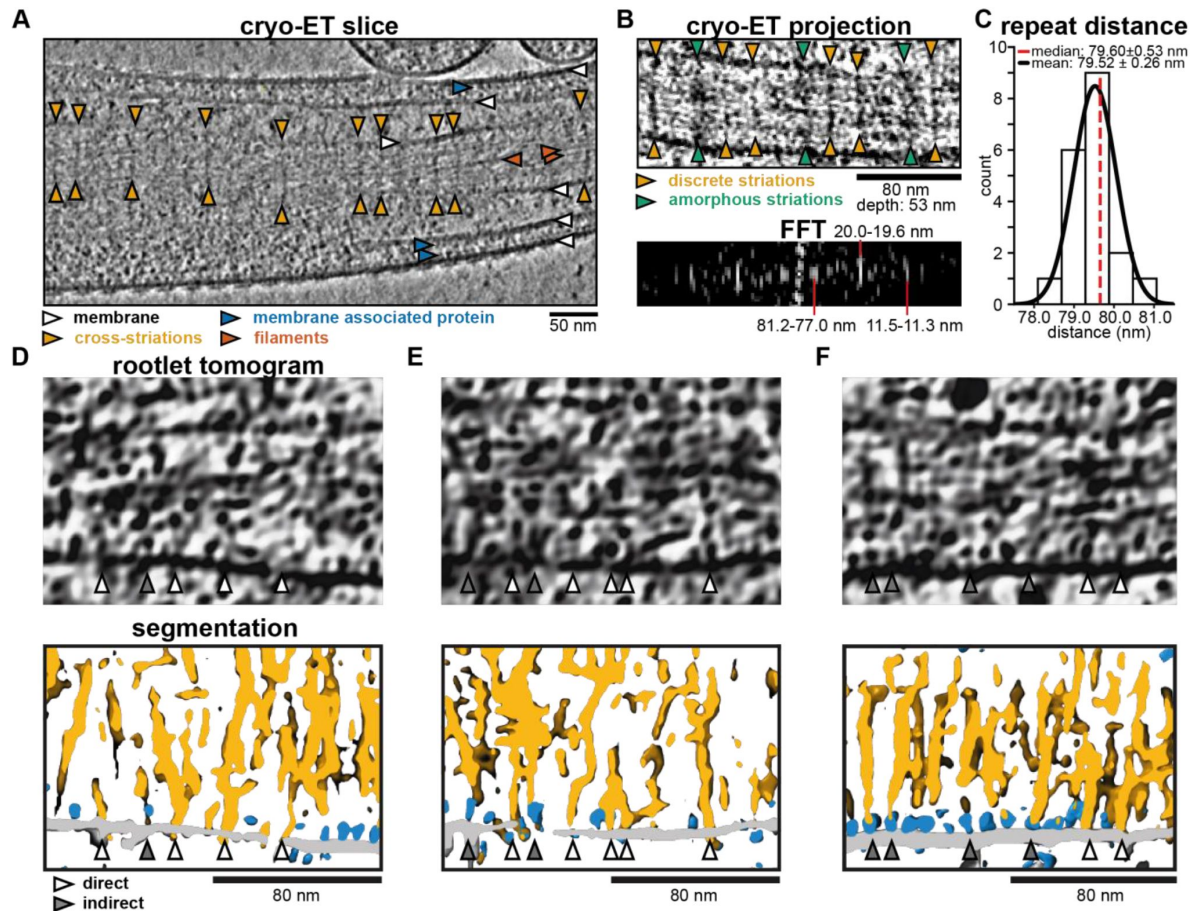 A
cryo-ET slice
membrane
membrane associated protein
cross-striations
filaments
50 nm
B
cryo-ET projection
discrete striations
amorphous striations
80 nm
depth: 53 nm
FFT
20.0-19.6 nm
81.2-77.0 nm
11.5-11.3 nm
C
repeat distance
median: 79.60±0.53 nm
mean: 79.52 ± 0.26 nm
10
8
6
4
2
0
count
78.0
79.0
80.0
81.0
distance (nm)
D
rootlet tomogram
E
F
segmentation
direct
indirect
80 nm
80 nm
80 nm